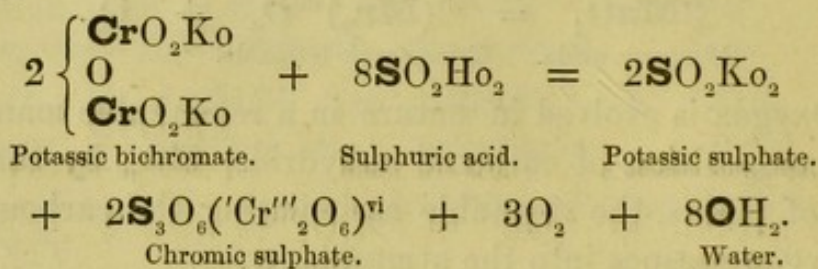 2 { CrO₂Ko
O
CrO₂Ko + 8SO₂Ho₂ = 2SO₂Ko₂
Potassic bichromate. Sulphuric acid. Potassic sulphate.
+ 2S₃O₆('Cr'''₂O₆)ᵛⁱ + 3O₂ + 8OH₂.
Chromic sulphate. Water.